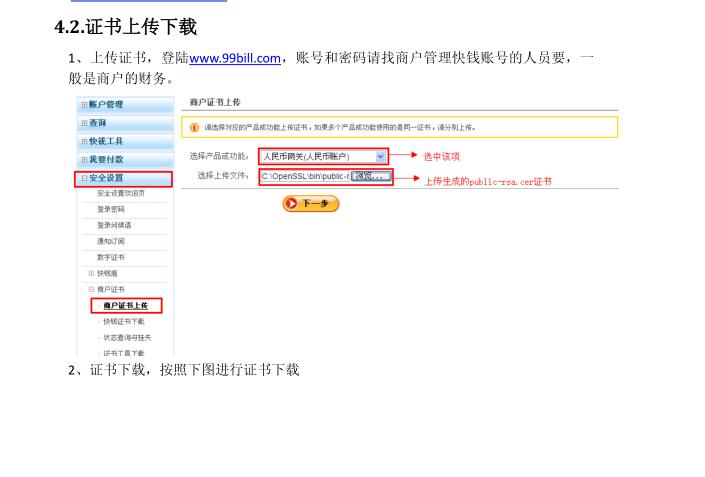 4.2.证书上传下载
1、上传证书，登陆www.99bill.com，账号和密码请找商户管理快钱账号的人员要，一
般是商户的财务。
账户管理
查询
快钱工具
我要付款
安全设置
安全设置欢迎页
登录密码
登录问候语
通知订阅
数字证书
快钱盾
商户证书
商户证书上传
快钱证书下载
状态查询与挂失
证书工具下载
商户证书上传
请选择对应的产品或功能上传证书，如果多个产品或功能使用的是同一证书，请分别上传。
选择产品或功能： 人民币网关(人民币账户) 选中该项
选择上传文件： C:\OpenSSL\bin\public-r 浏览... 上传生成的public-rsa.cer证书
下一步
2、证书下载，按照下图进行证书下载